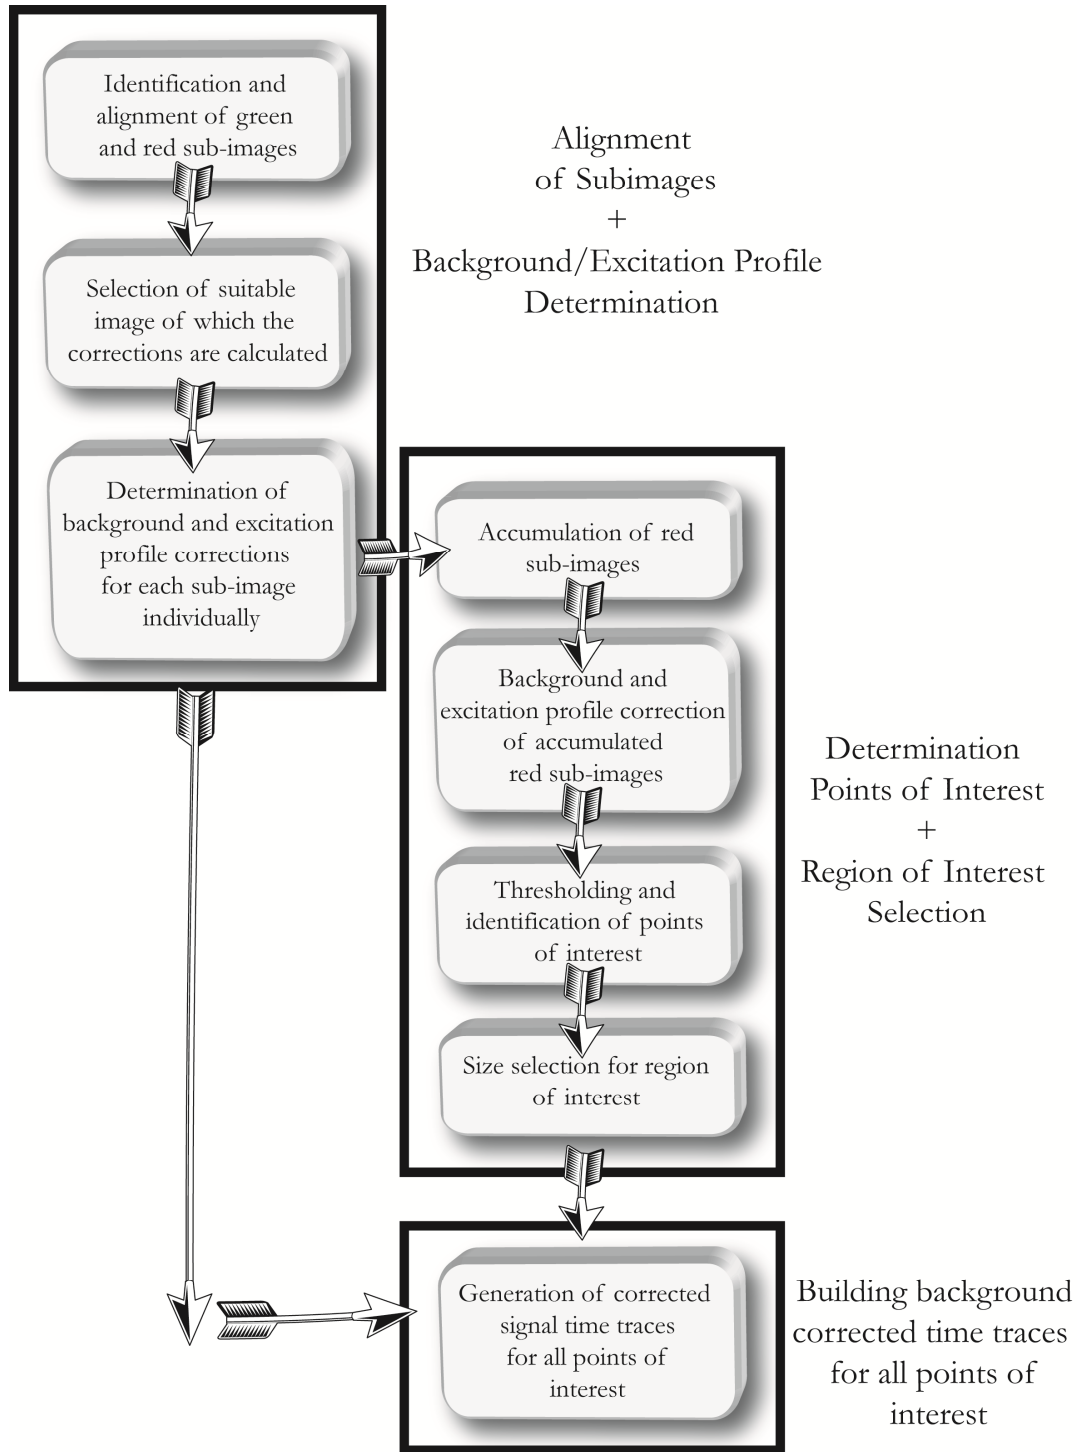 Identification and
alignment of green
and red sub-images
Selection of suitable
image of which the
corrections are calculated
Determination of
background and excitation
profile corrections
for each sub-image
individually
Alignment
of Subimages
+
Background/Excitation Profile
Determination
Accumulation of red
sub-images
Background and
excitation profile correction
of accumulated
red sub-images
Thresholding and
identification of points
of interest
Size selection for region
of interest
Determination
Points of Interest
+
Region of Interest
Selection
Generation of corrected
signal time traces
for all points of
interest
Building background
corrected time traces
for all points of
interest